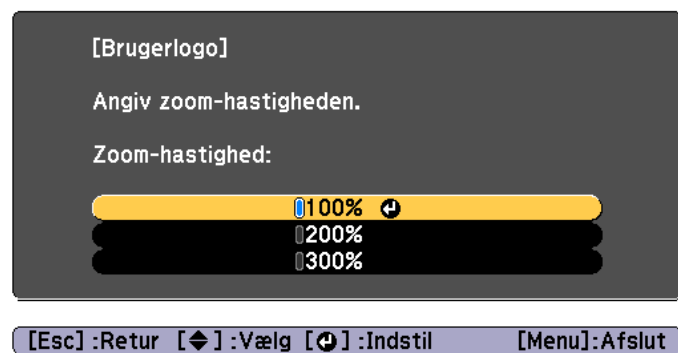 [Brugerlogo]
Angiv zoom-hastigheden.
Zoom-hastighed:
100%
200%
300%
[Esc] :Retur [◆] :Vælg [⏎] :Indstil [Menu]:Afslut